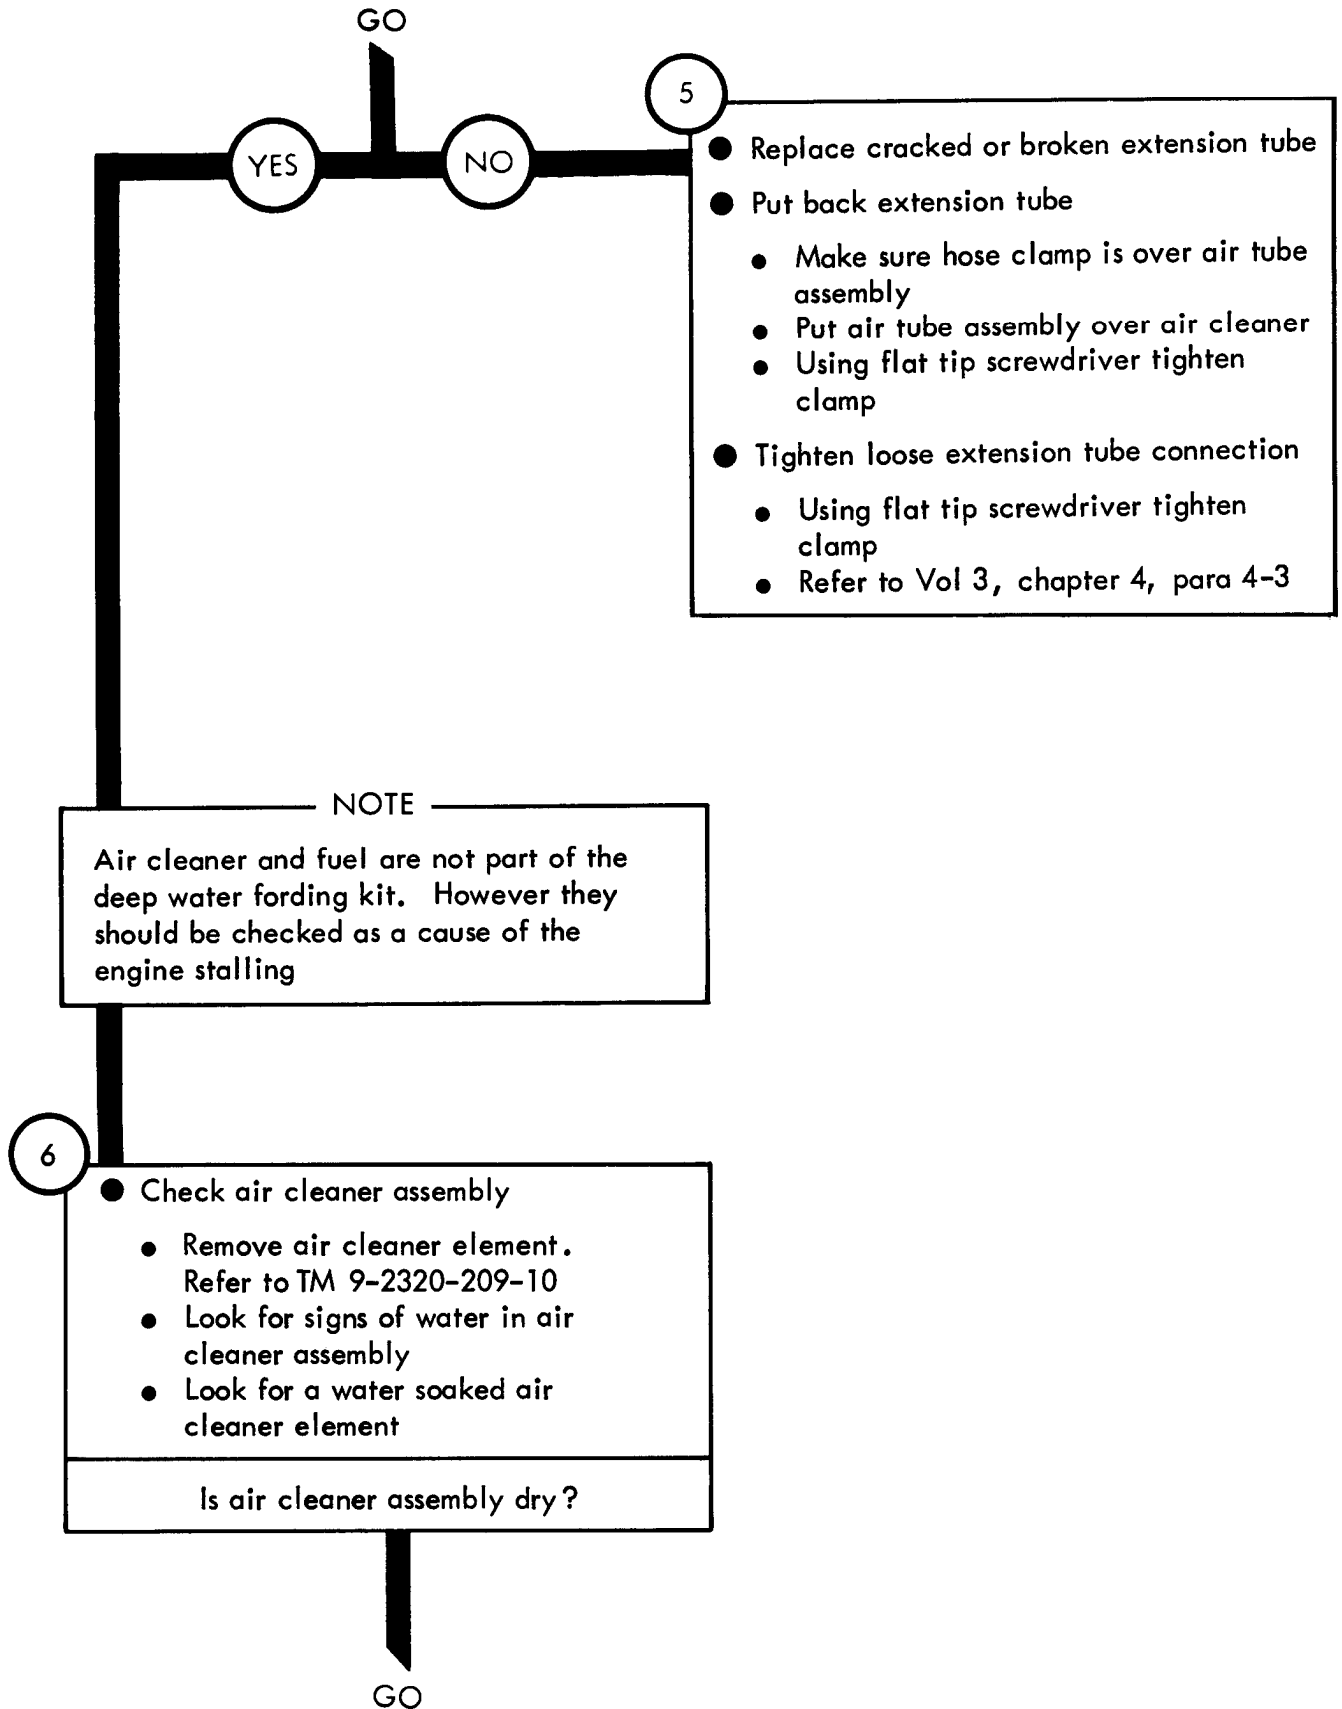 GO
YES
NO
5
● Replace cracked or broken extension tube
● Put back extension tube
● Make sure hose clamp is over air tube
assembly
● Put air tube assembly over air cleaner
● Using flat tip screwdriver tighten
clamp
● Tighten loose extension tube connection
● Using flat tip screwdriver tighten
clamp
● Refer to Vol 3, chapter 4, para 4-3
NOTE
Air cleaner and fuel are not part of the
deep water fording kit. However they
should be checked as a cause of the
engine stalling
6
● Check air cleaner assembly
● Remove air cleaner element.
Refer to TM 9-2320-209-10
● Look for signs of water in air
cleaner assembly
● Look for a water soaked air
cleaner element
Is air cleaner assembly dry?
GO